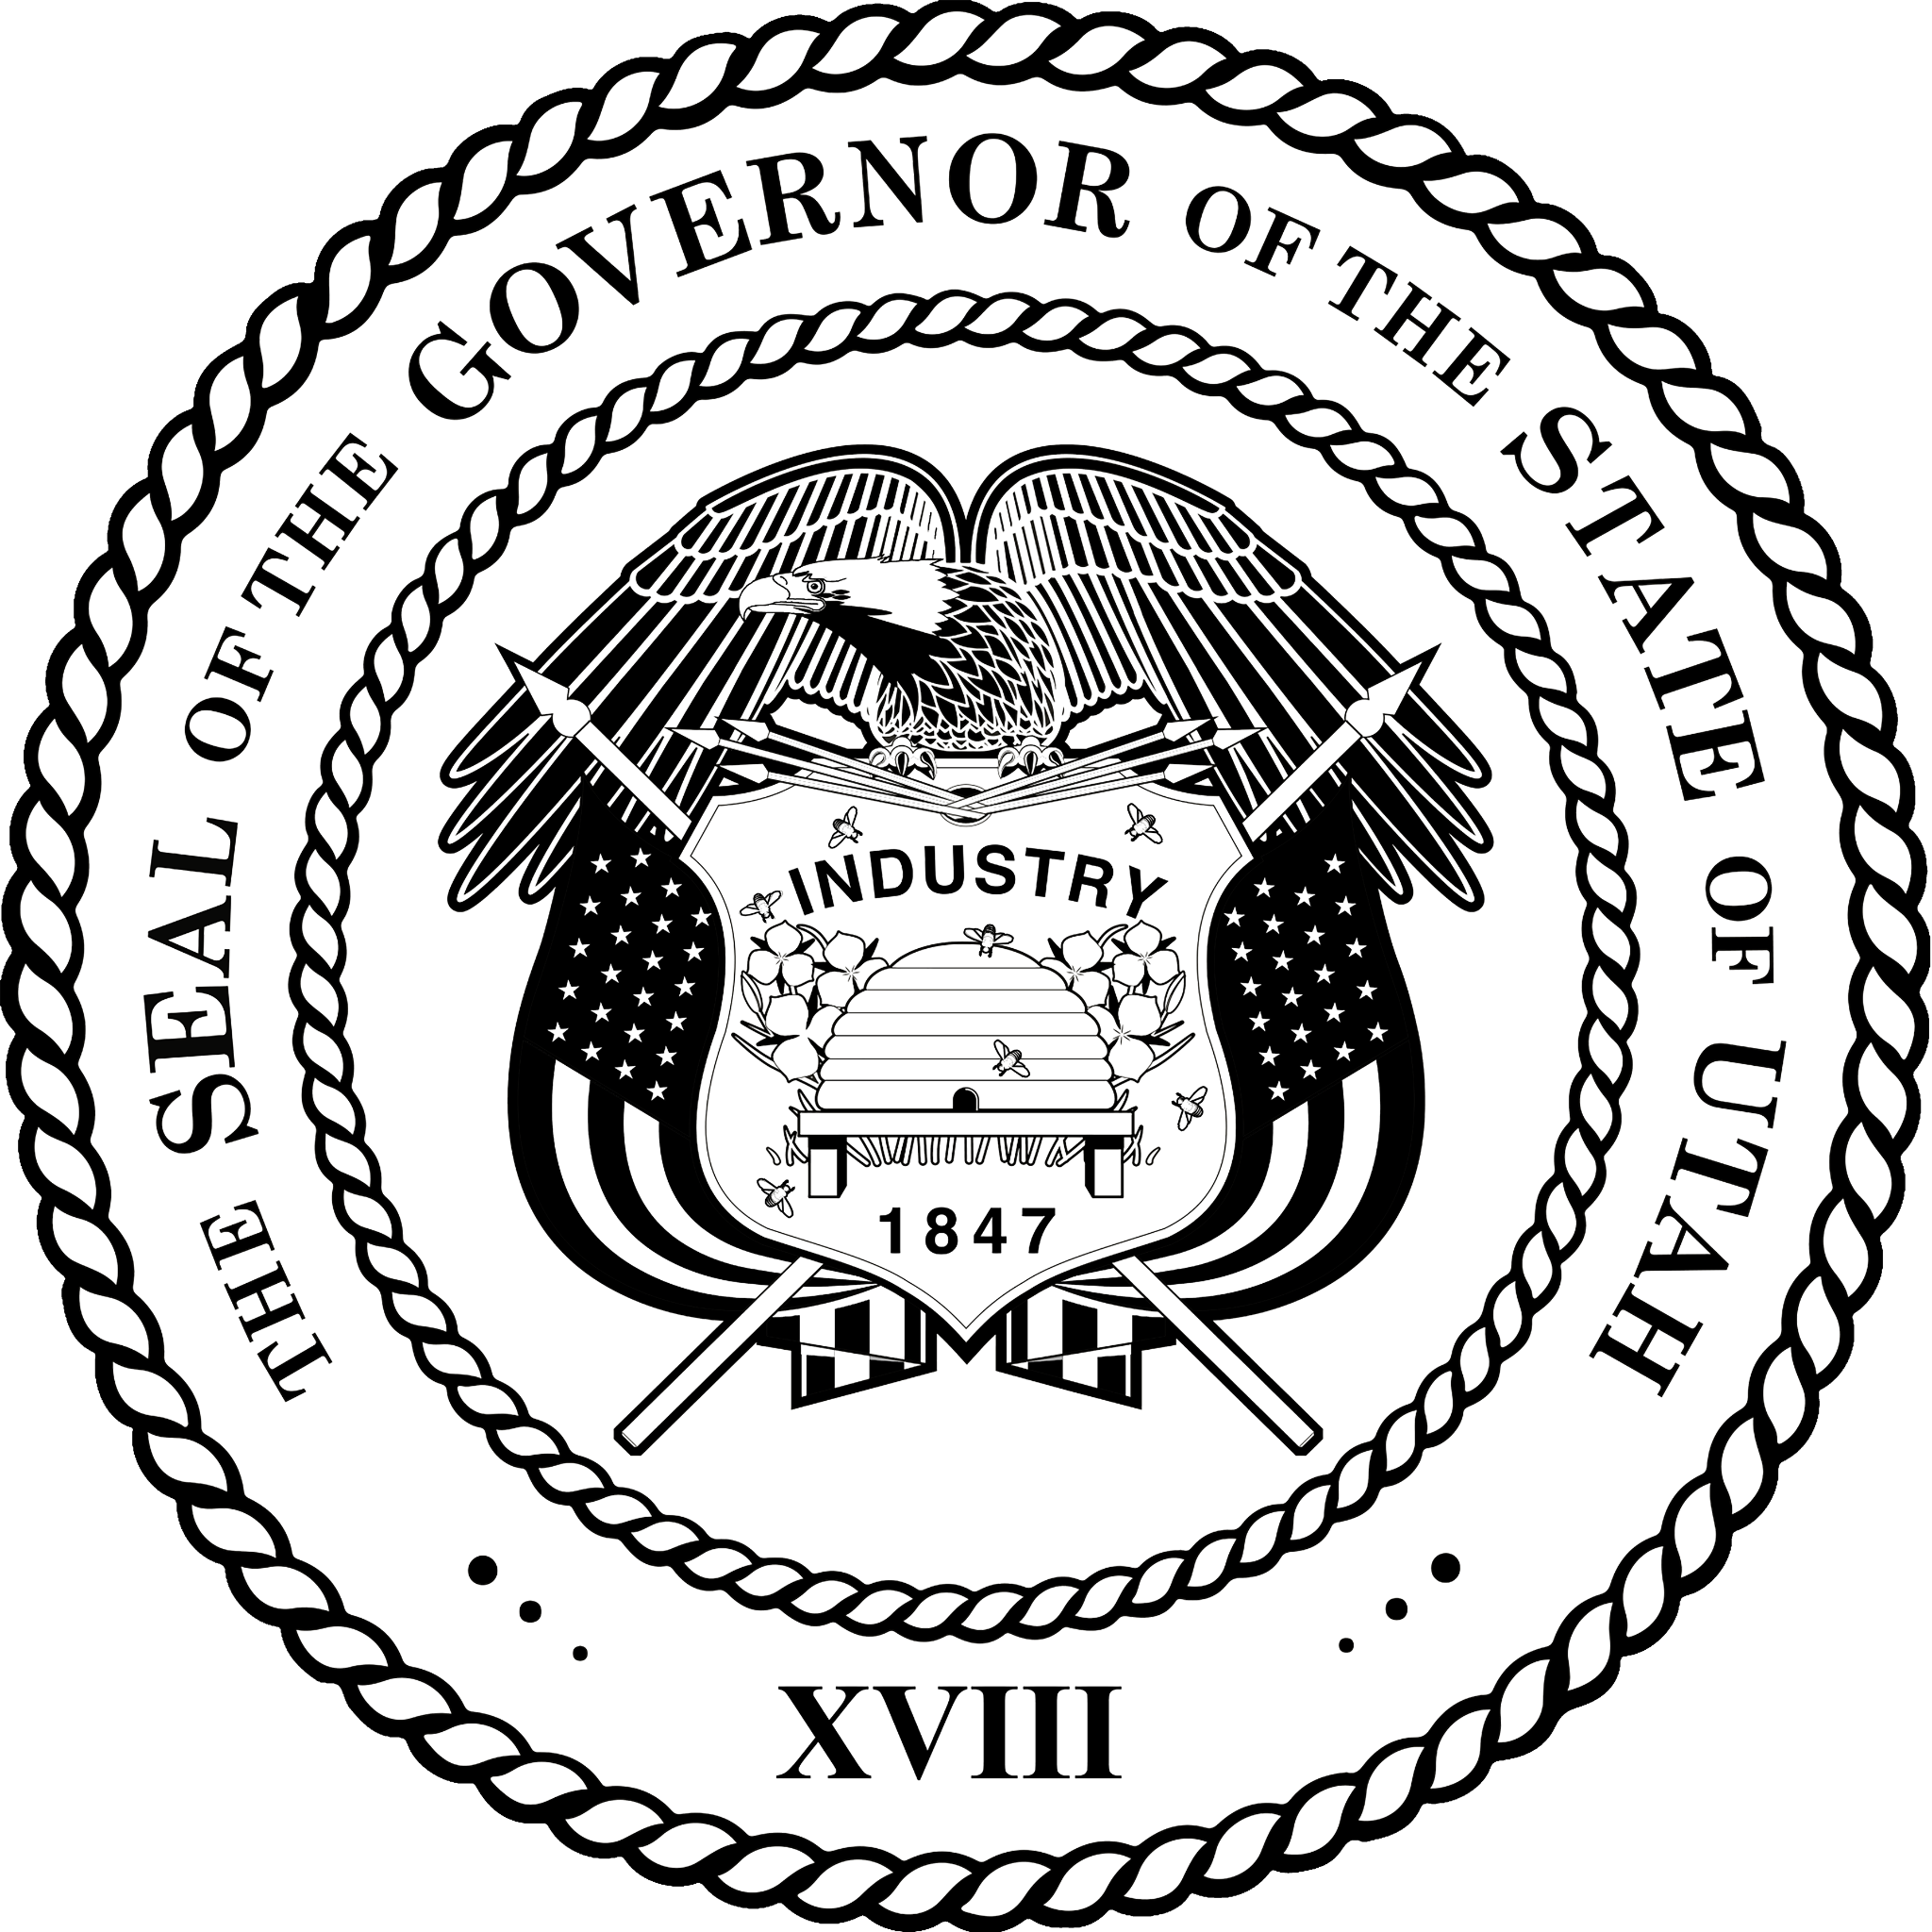 THE SEAL OF THE GOVERNOR OF THE STATE OF UTAH
INDUSTRY
1847
XVIII